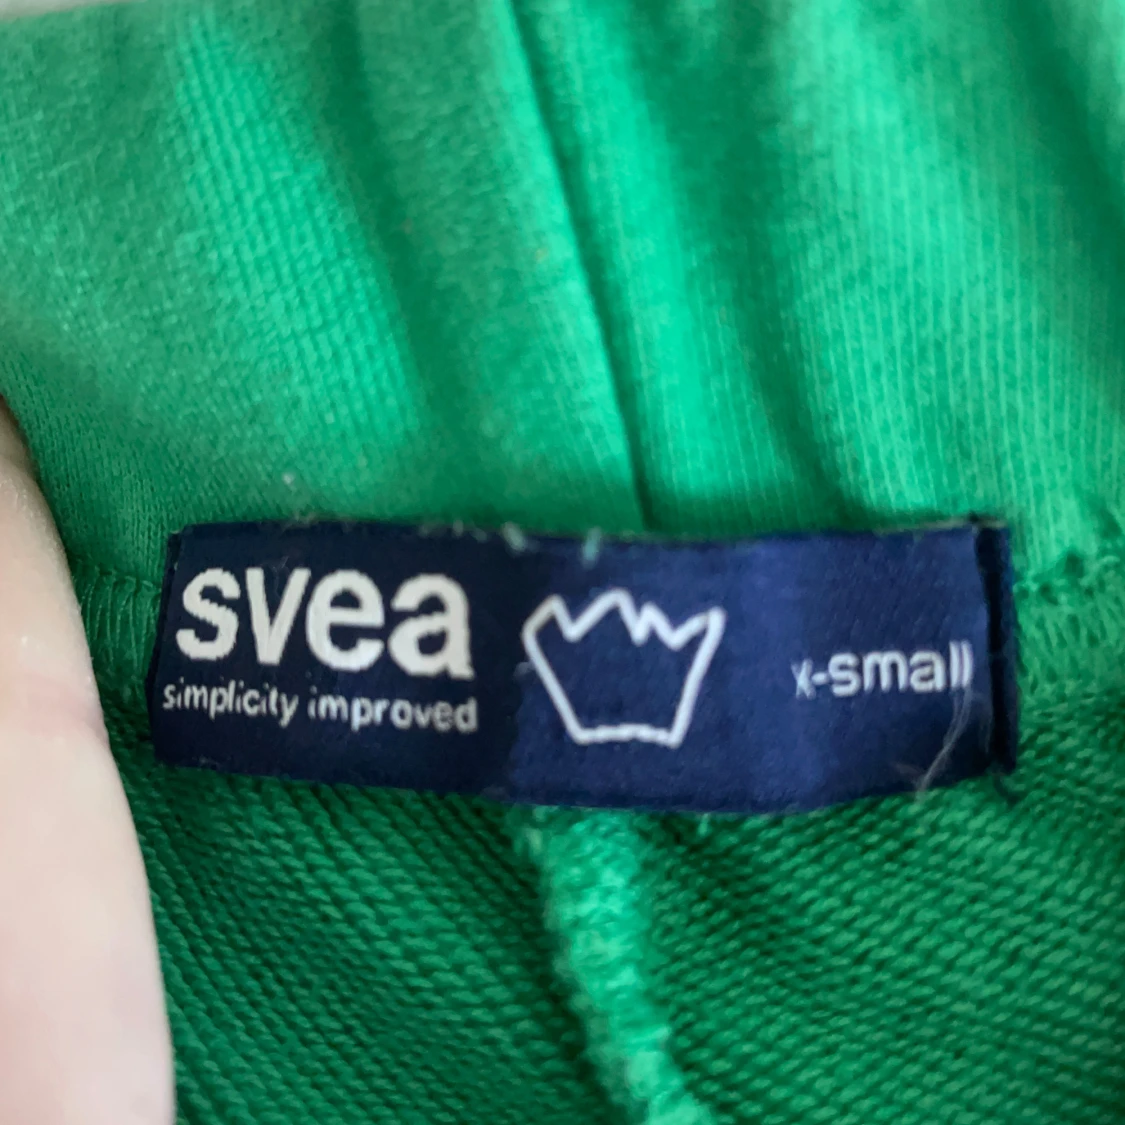 svea
simplicity improved
x-small